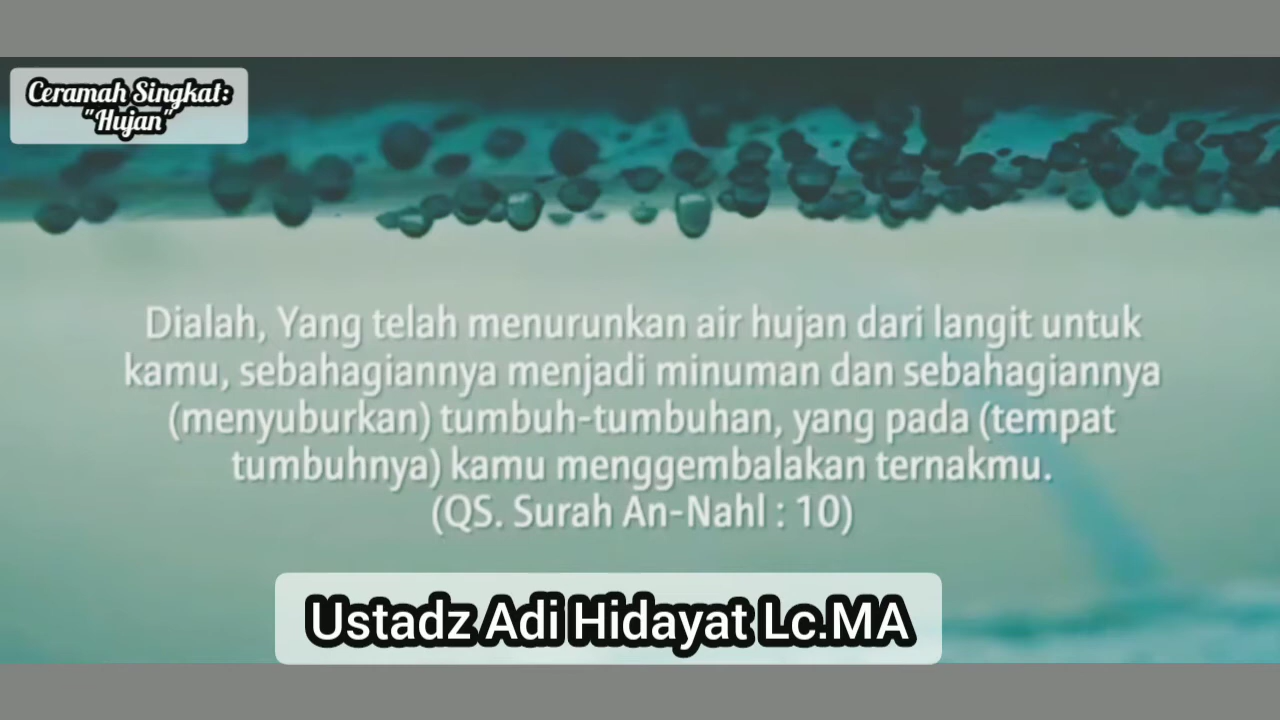 Ceramah Singkat:
"Hujan"
Dialah, Yang telah menurunkan air hujan dari langit untuk
kamu, sebahagiannya menjadi minuman dan sebahagiannya
(menyuburkan) tumbuh-tumbuhan, yang pada (tempat
tumbuhnya) kamu menggembalakan ternakmu.
(QS. Surah An-Nahl : 10)
Ustadz Adi Hidayat Lc.MA